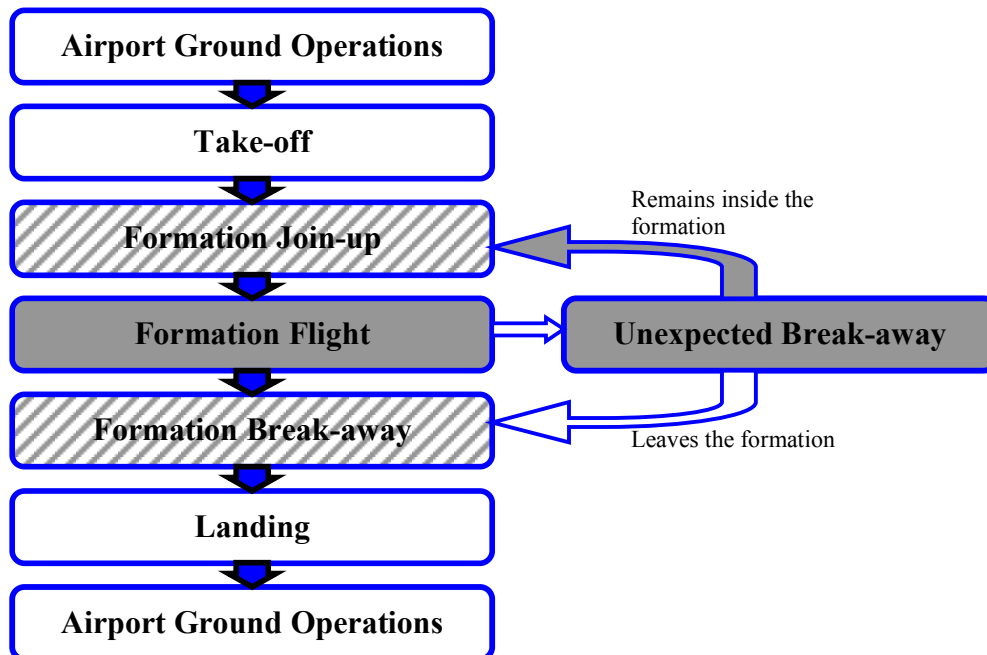 Airport Ground Operations
Take-off
Remains inside the
formation
Formation Join-up
Formation Flight
Unexpected Break-away
Formation Break-away
Leaves the formation
Landing
Airport Ground Operations